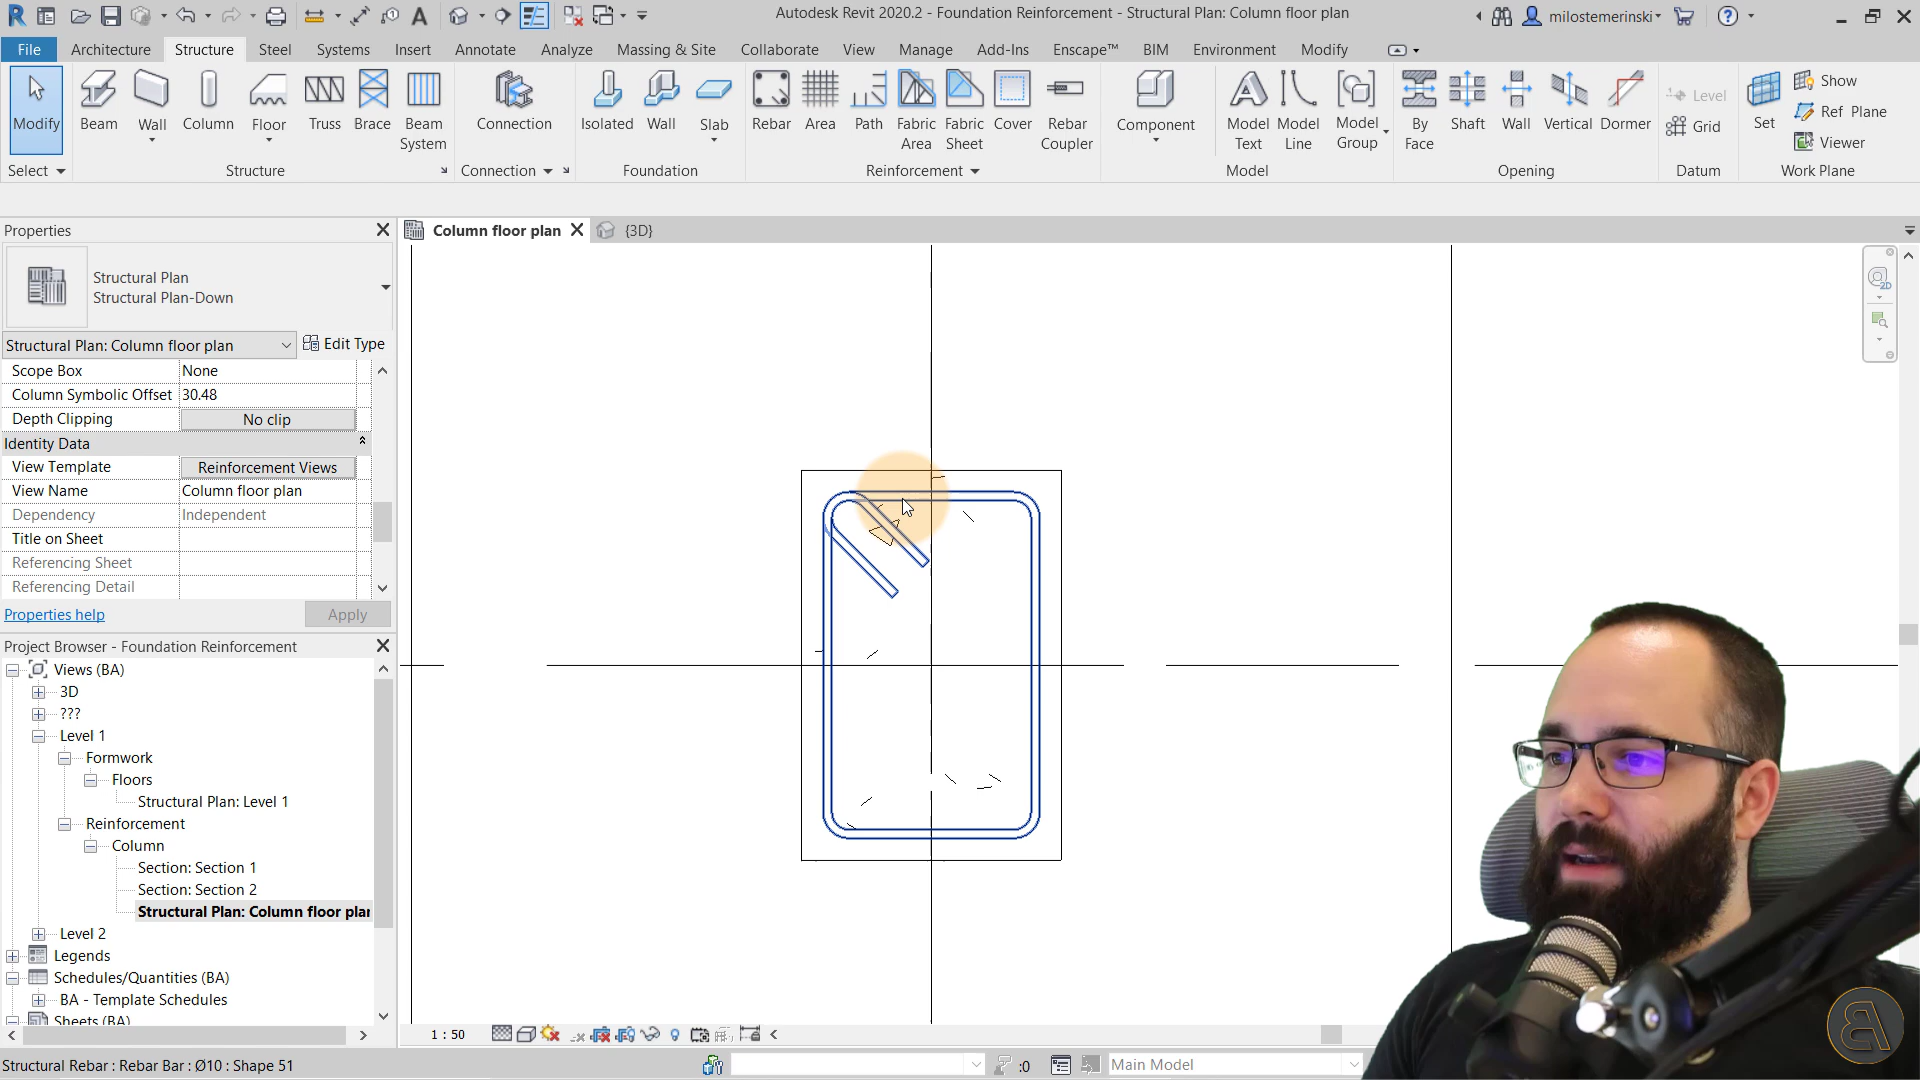 Autodesk Revit 2020.2 - Foundation Reinforcement - Structural Plan: Column floor plan
milostemerinski
File Architecture Structure Steel Systems Insert Annotate Analyze Massing & Site Collaborate View Manage Add-Ins Enscape™ BIM Environment Modify
Modify
Beam Wall Column Floor Truss Brace Beam System
Connection
Isolated Wall Slab
Rebar Area Path Fabric Area Fabric Sheet Cover Rebar Coupler
Component Model Text Model Line Model Group
By Face Shaft Wall Vertical Dormer
Level
Grid
Set
Show
Ref Plane
Viewer
Select Structure Connection Foundation Reinforcement Model Opening Datum Work Plane
Properties
Column floor plan {3D}
2D
Structural Plan
Structural Plan-Down
Structural Plan: Column floor plan Edit Type
Scope Box None
Column Symbolic Offset 30.48
Depth Clipping No clip
Identity Data
View Template Reinforcement Views
View Name Column floor plan
Dependency Independent
Title on Sheet
Referencing Sheet
Referencing Detail
Properties help Apply
Project Browser - Foundation Reinforcement
Views (BA)
3D
???
Level 1
Formwork
Floors
Structural Plan: Level 1
Reinforcement
Column
Section: Section 1
Section: Section 2
Structural Plan: Column floor plan
Level 2
Legends
Schedules/Quantities (BA)
BA - Template Schedules
Sheets (BA)
1 : 50
Structural Rebar : Rebar Bar : Ø10 : Shape 51
:0
Main Model